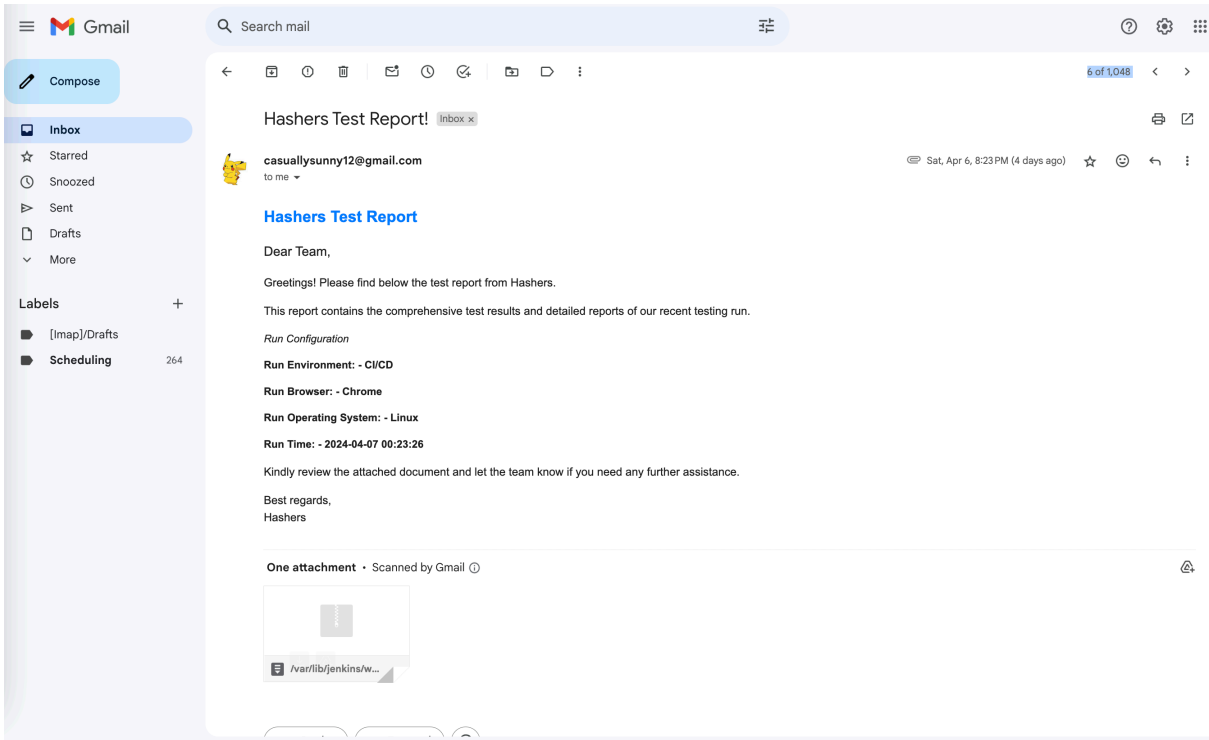 Gmail
Search mail
Compose
6 of 1,048
Inbox
Starred
Snoozed
Sent
Drafts
More
Labels
[Imap]/Drafts
Scheduling 264
Hashers Test Report! Inbox ×
casuallysunny12@gmail.com Sat, Apr 6, 8:23 PM (4 days ago)
to me
Hashers Test Report
Dear Team,
Greetings! Please find below the test report from Hashers.
This report contains the comprehensive test results and detailed reports of our recent testing run.
Run Configuration
Run Environment: - CI/CD
Run Browser: - Chrome
Run Operating System: - Linux
Run Time: - 2024-04-07 00:23:26
Kindly review the attached document and let the team know if you need any further assistance.
Best regards,
Hashers
One attachment • Scanned by Gmail
/var/lib/jenkins/w...